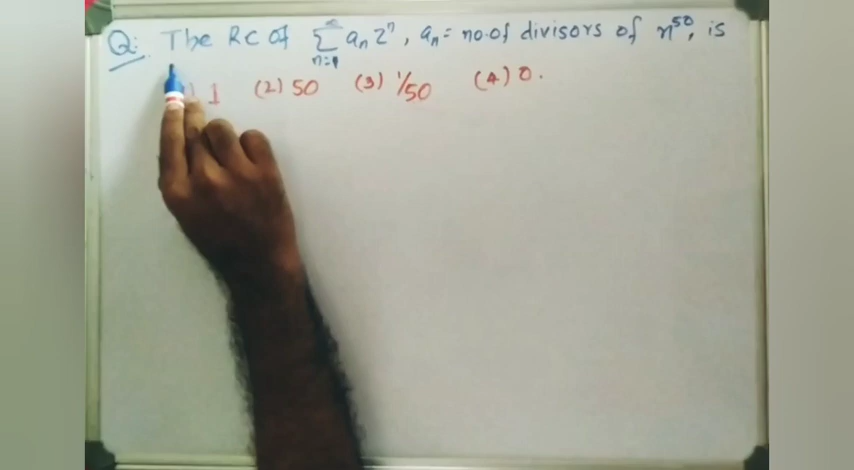 Q: The RC of ∑_{n=1}^{∞} aₙ zⁿ, aₙ = no. of divisors of n⁵⁰, is
) 1 (2) 50 (3) 1/50 (4) 0.